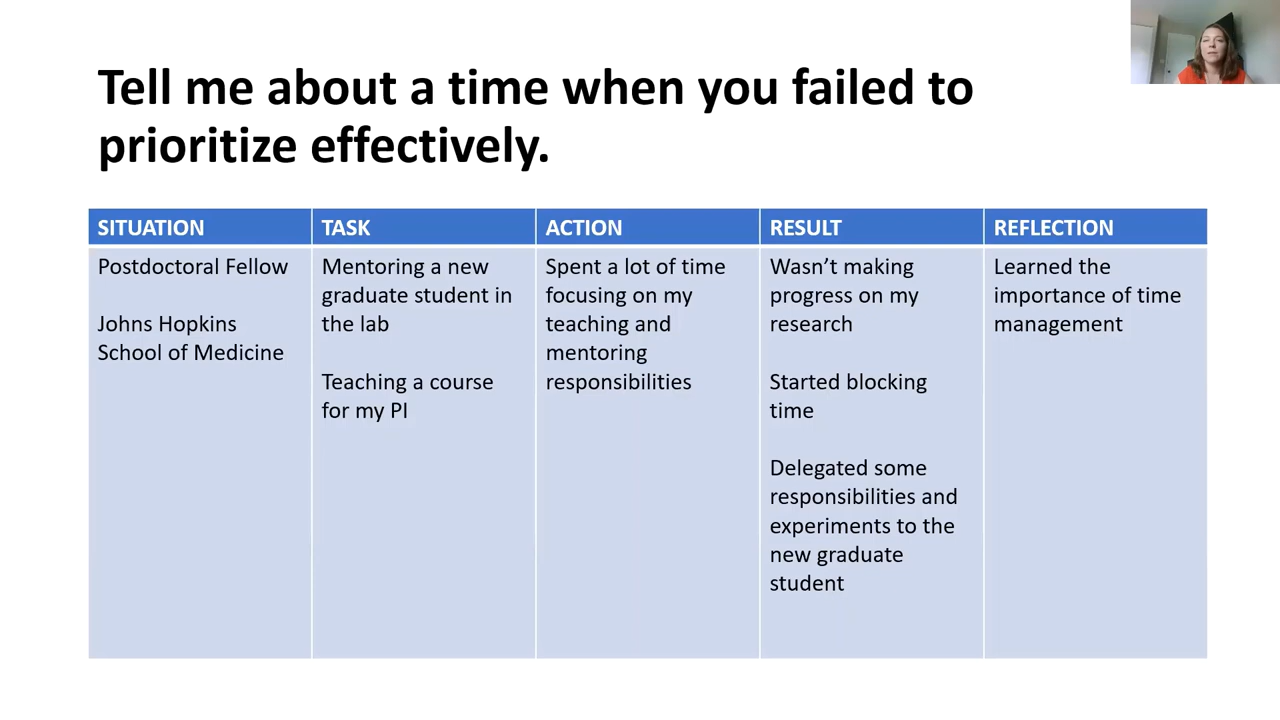 Tell me about a time when you failed to
prioritize effectively.
SITUATION
TASK
ACTION
RESULT
REFLECTION
Postdoctoral Fellow
Johns Hopkins
School of Medicine
Mentoring a new
graduate student in
the lab
Teaching a course
for my PI
Spent a lot of time
focusing on my
teaching and
mentoring
responsibilities
Wasn’t making
progress on my
research
Started blocking
time
Delegated some
responsibilities and
experiments to the
new graduate
student
Learned the
importance of time
management